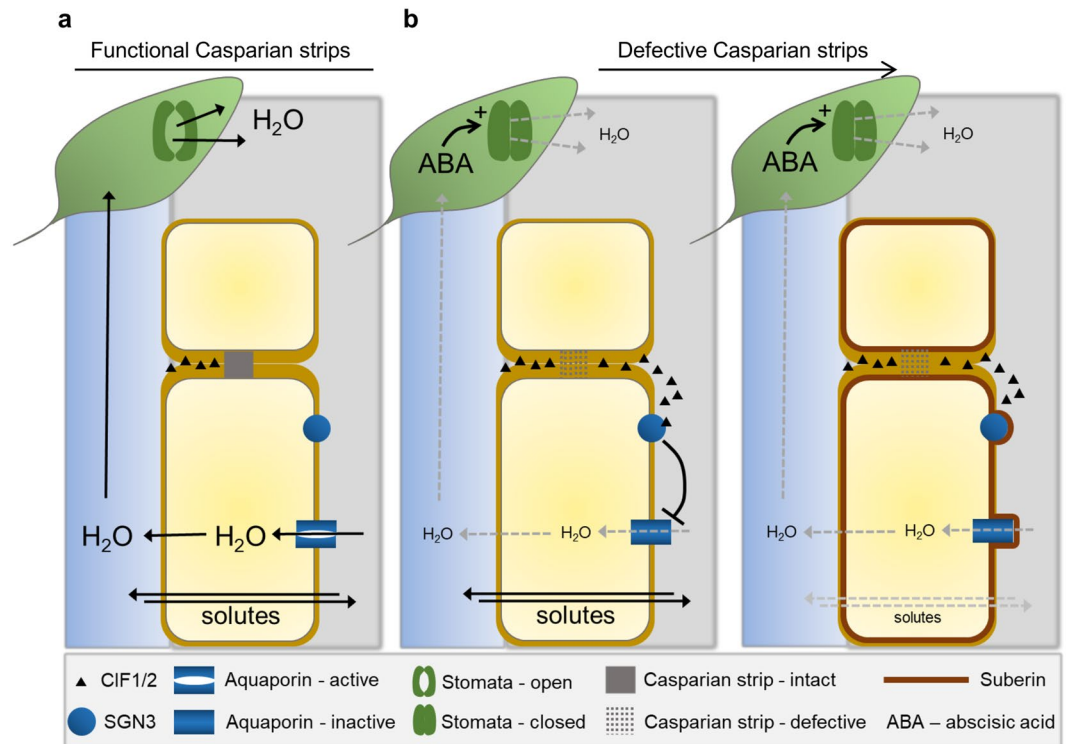 a
b
Functional Casparian strips
Defective Casparian strips
H₂O
+
ABA
H₂O
+
ABA
H₂O
H₂O
H₂O
H₂O
H₂O
H₂O
H₂O
solutes
solutes
solutes
CIF1/2
Aquaporin - active
Stomata - open
Casparian strip - intact
Suberin
SGN3
Aquaporin - inactive
Stomata - closed
Casparian strip - defective
ABA – abscisic acid